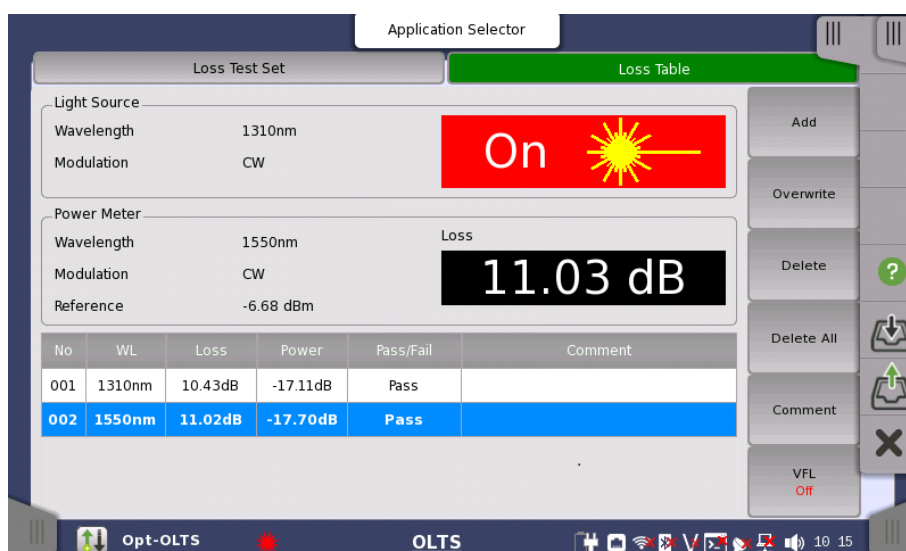 Application Selector
Loss Test Set
Loss Table
Light Source
Wavelength 1310nm
Modulation CW
On
Power Meter
Wavelength 1550nm
Modulation CW
Reference -6.68 dBm
Loss
11.03 dB
No WL Loss Power Pass/Fail Comment
001 1310nm 10.43dB -17.11dB Pass
002 1550nm 11.02dB -17.70dB Pass
Add
Overwrite
Delete
Delete All
Comment
VFL
Off
?
Opt-OLTS OLTS 10 15